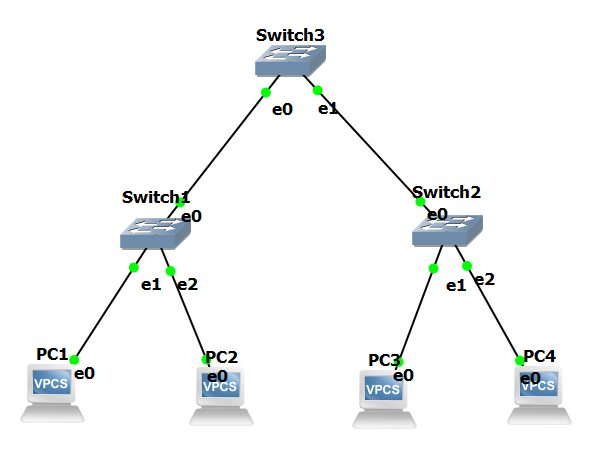 Switch3
e0
e1
Switch1
e0
Switch2
e0
e1
e2
e1
e2
PC1
e0
VPCS
PC2
e0
VPCS
PC3
e0
VPCS
PC4
e0
VPCS